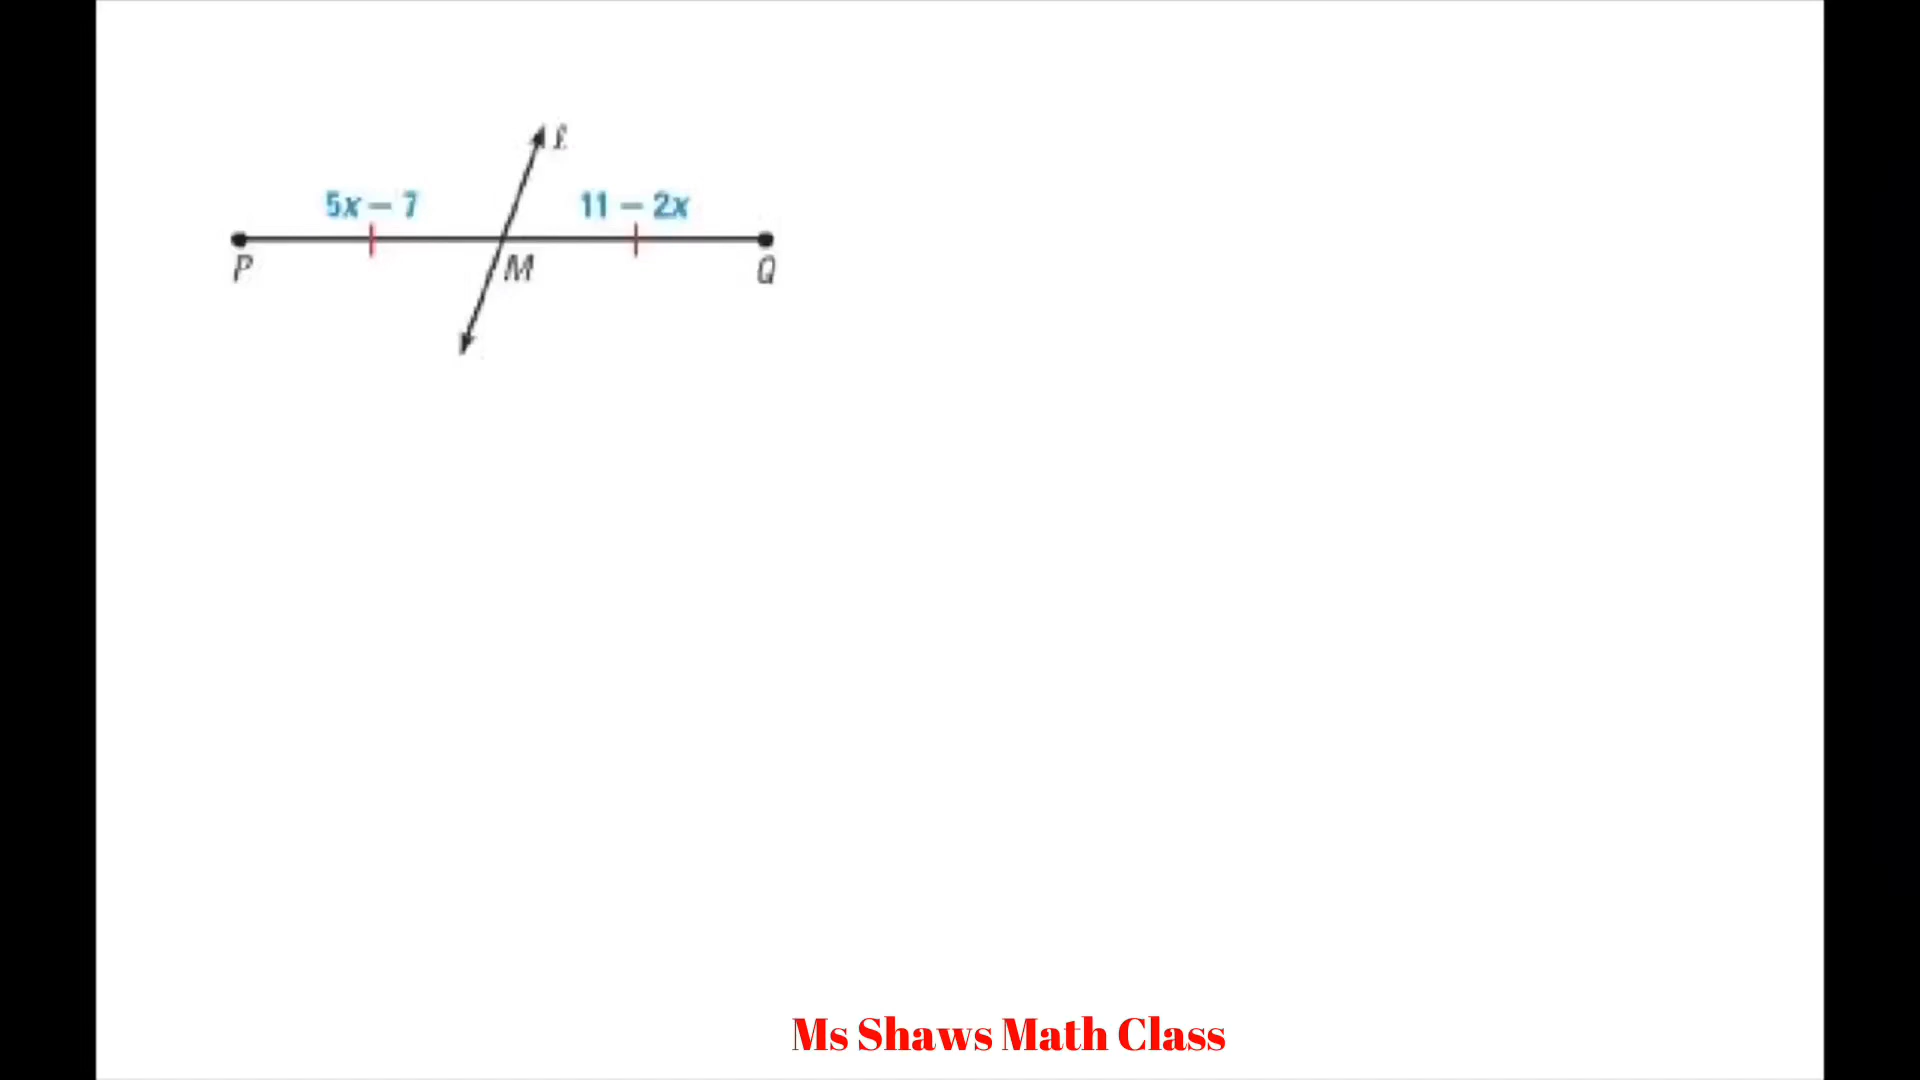 ℓ
5x – 7
11 – 2x
P
M
Q
Ms Shaws Math Class